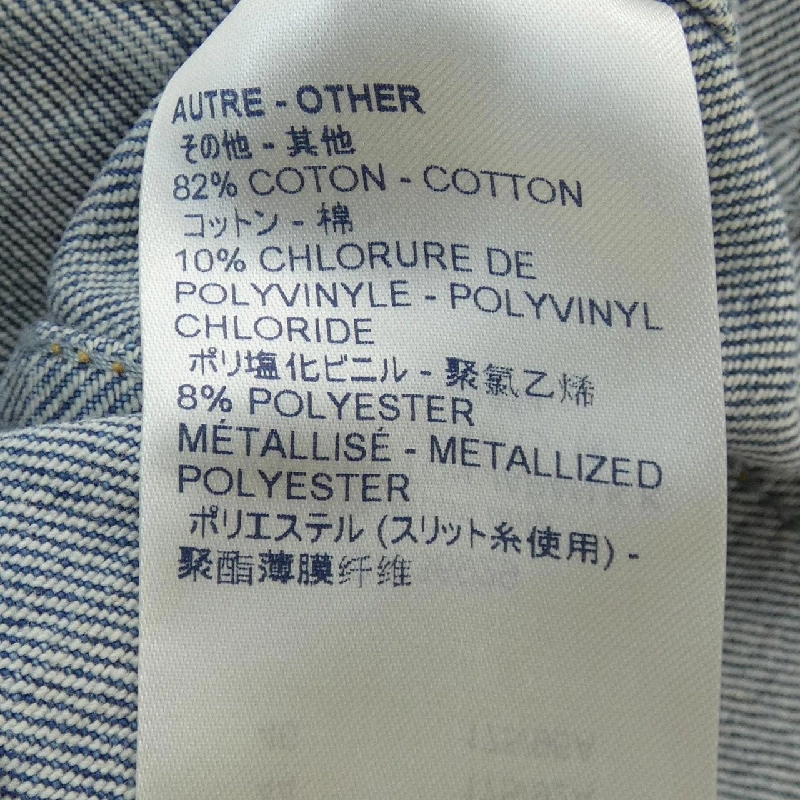 AUTRE - OTHER
その他 - 其他
82% COTON - COTTON
コットン - 棉
10% CHLORURE DE
POLYVINYLE - POLYVINYL
CHLORIDE
ポリ塩化ビニル - 聚氯乙烯
8% POLYESTER
MÉTALLISÉ - METALLIZED
POLYESTER
ポリエステル (スリット糸使用) -
聚酯薄膜纤维